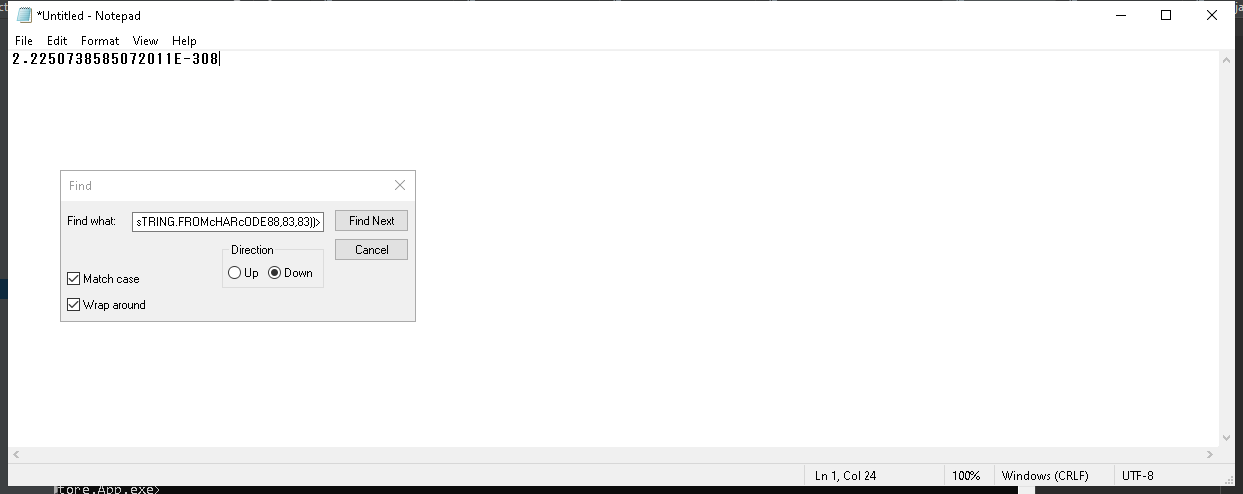 *Untitled - Notepad
File Edit Format View Help
2.2250738585072011E-308
Find
Find what: sTRING.FROMcHARcODE88,83,83))> Find Next
Direction Cancel
Up Down
Match case
Wrap around
Ln 1, Col 24 100% Windows (CRLF) UTF-8
tore.App.exe>